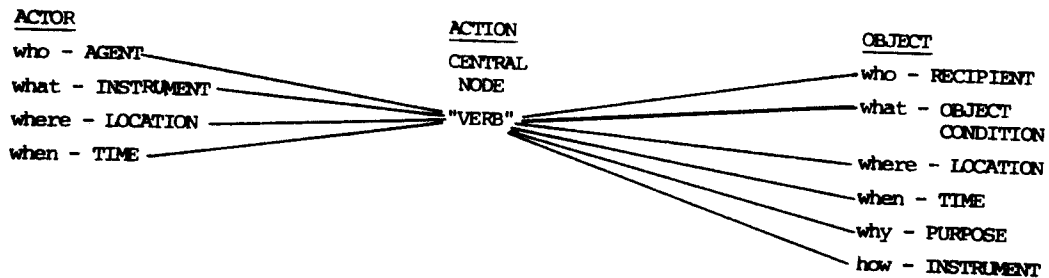 ACTOR
who - AGENT
what - INSTRUMENT
where - LOCATION
when - TIME
ACTION
CENTRAL
NODE
"VERB"
OBJECT
who - RECIPIENT
what - OBJECT
CONDITION
where - LOCATION
when - TIME
why - PURPOSE
how - INSTRUMENT